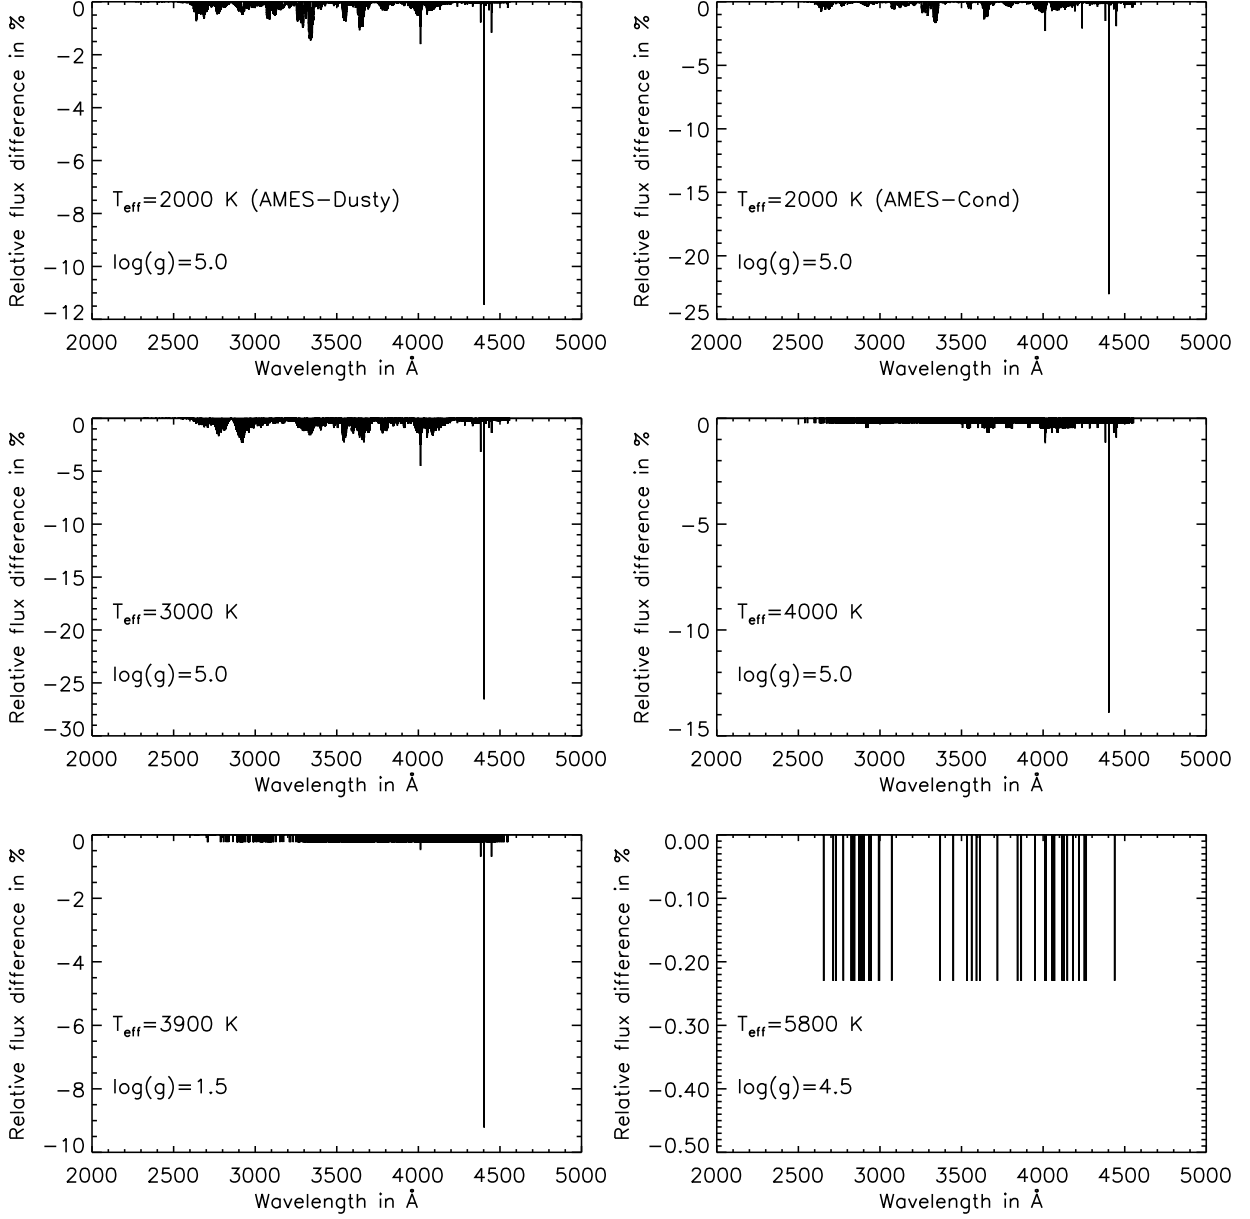 Relative flux difference in %
0
−2
−4
−6
−8
−10
−12
T_eff=2000 K (AMES−Dusty)
log(g)=5.0
2000 2500 3000 3500 4000 4500 5000
Wavelength in Å
Relative flux difference in %
0
−5
−10
−15
−20
−25
T_eff=2000 K (AMES−Cond)
log(g)=5.0
2000 2500 3000 3500 4000 4500 5000
Wavelength in Å
Relative flux difference in %
0
−5
−10
−15
−20
−25
−30
T_eff=3000 K
log(g)=5.0
2000 2500 3000 3500 4000 4500 5000
Wavelength in Å
Relative flux difference in %
0
−5
−10
−15
T_eff=4000 K
log(g)=5.0
2000 2500 3000 3500 4000 4500 5000
Wavelength in Å
Relative flux difference in %
0
−2
−4
−6
−8
−10
T_eff=3900 K
log(g)=1.5
2000 2500 3000 3500 4000 4500 5000
Wavelength in Å
Relative flux difference in %
0.00
−0.10
−0.20
−0.30
−0.40
−0.50
T_eff=5800 K
log(g)=4.5
2000 2500 3000 3500 4000 4500 5000
Wavelength in Å